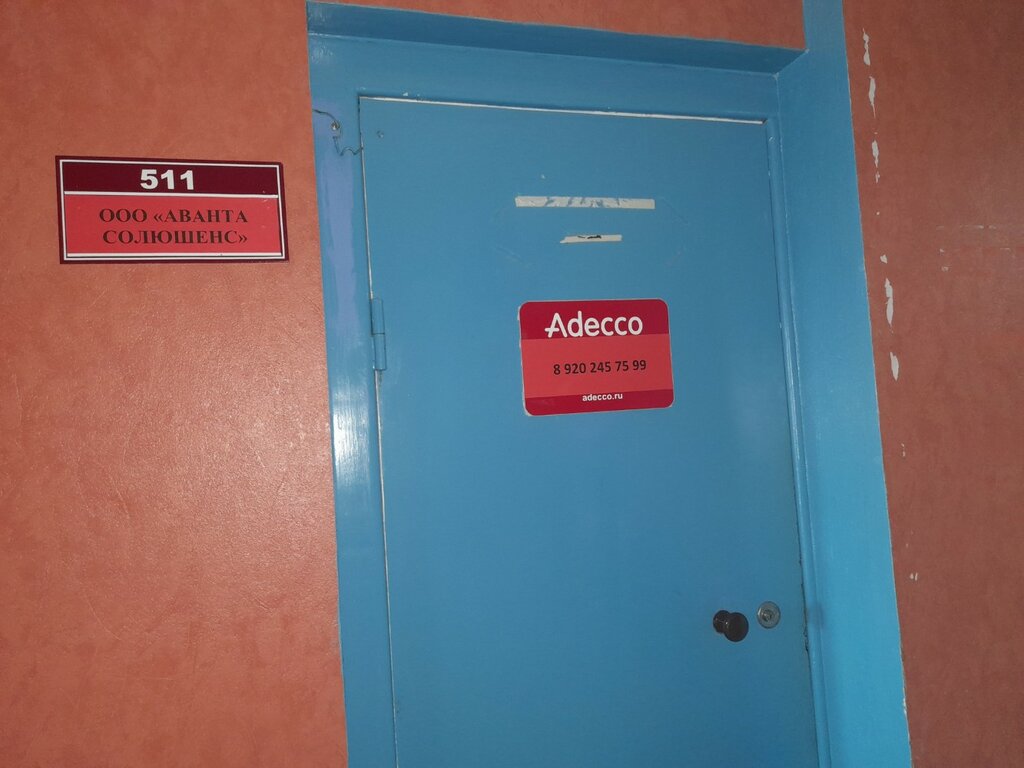 511
ООО «АВАНТА
СОЛЮШЕНС»
Adecco
8 920 245 75 99
adecco.ru